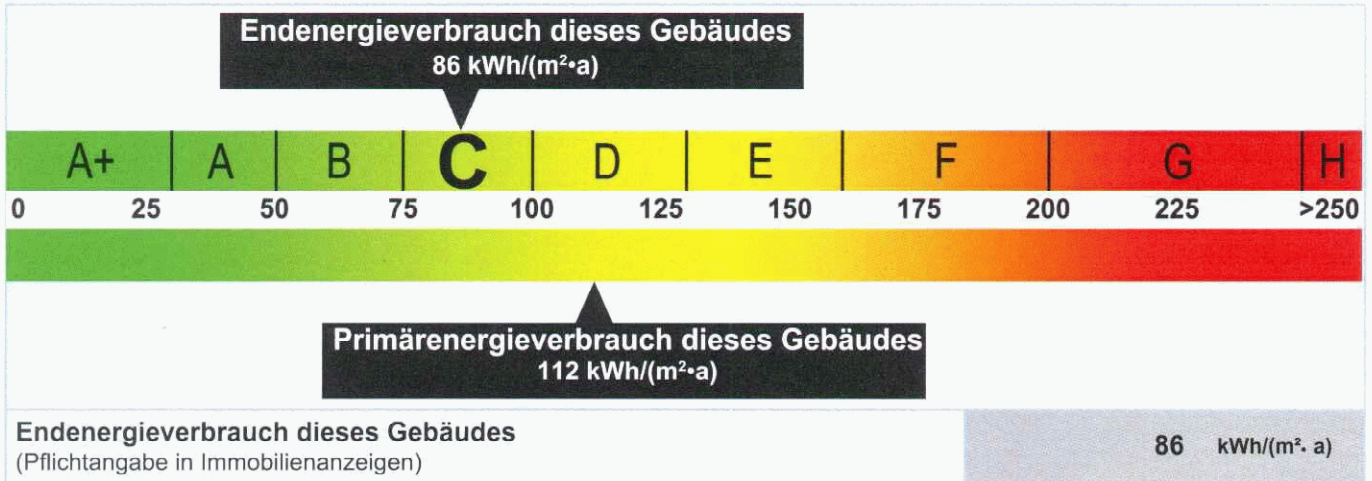 Endenergieverbrauch dieses Gebäudes
86 kWh/(m²•a)
A+ A B C D E F G H
0 25 50 75 100 125 150 175 200 225 >250
Primärenergieverbrauch dieses Gebäudes
112 kWh/(m²•a)
Endenergieverbrauch dieses Gebäudes
(Pflichtangabe in Immobilienanzeigen)
86 kWh/(m²• a)